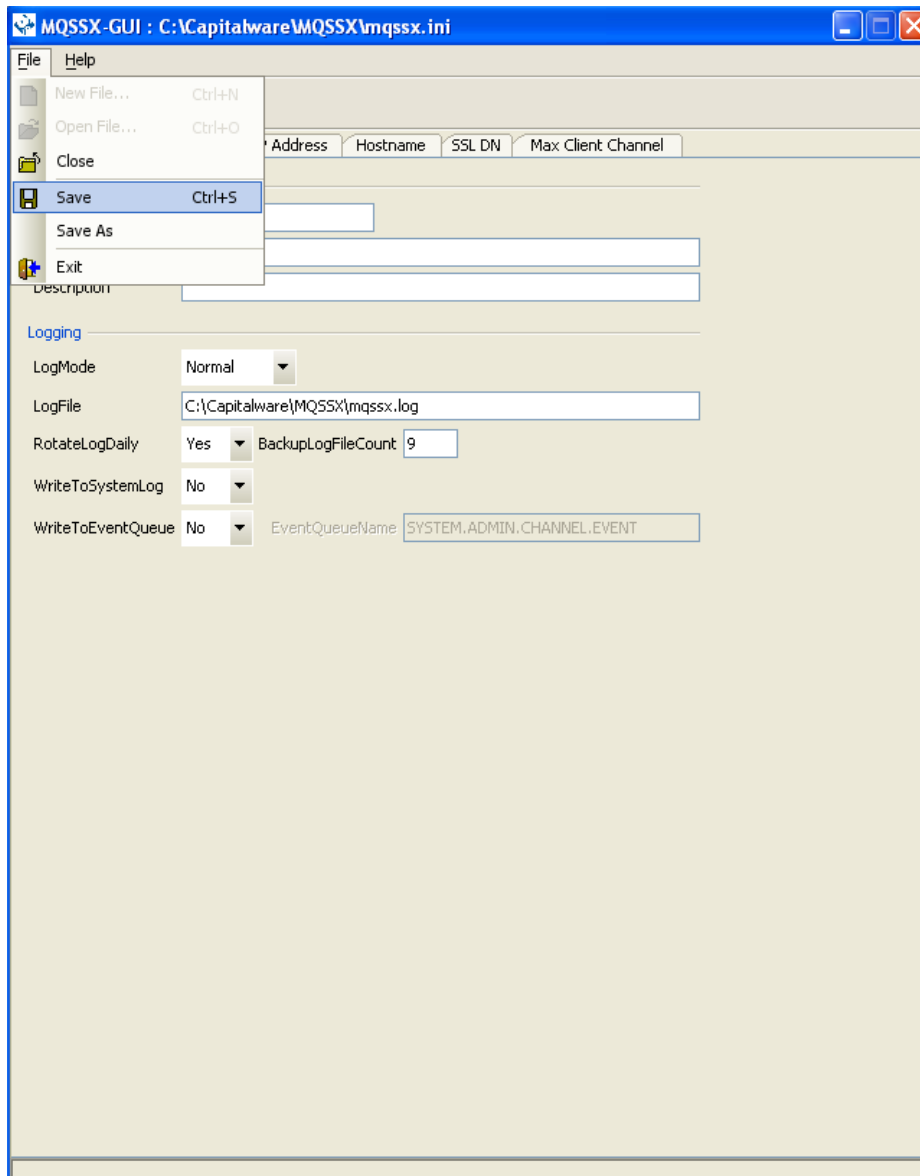 MQSSX-GUI : C:\Capitalware\MQSSX\mqssx.ini
File Help
New File... Ctrl+N
Open File... Ctrl+O
Close
Save Ctrl+S
Save As
Exit
Address Hostname SSL DN Max Client Channel
Description
Logging
LogMode Normal
LogFile C:\Capitalware\MQSSX\mqssx.log
RotateLogDaily Yes BackupLogFileCount 9
WriteToSystemLog No
WriteToEventQueue No EventQueueName SYSTEM.ADMIN.CHANNEL.EVENT